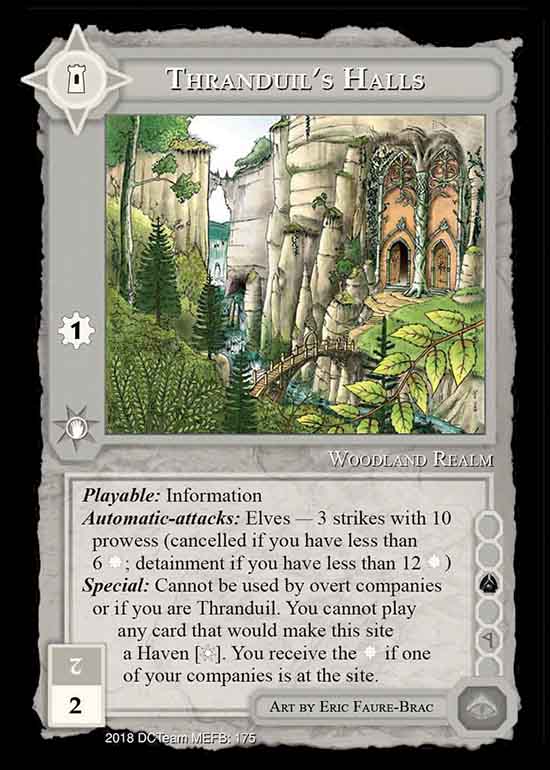 Thranduil's Halls
1
Woodland Realm
Playable: Information
Automatic-attacks: Elves — 3 strikes with 10
prowess (cancelled if you have less than
6 ; detainment if you have less than 12 )
Special: Cannot be used by overt companies
or if you are Thranduil. You cannot play
any card that would make this site
a Haven [ ]. You receive the if one
of your companies is at the site.
2
2
Art by Eric Faure-Brac
2018 DCTeam MEFB: 175